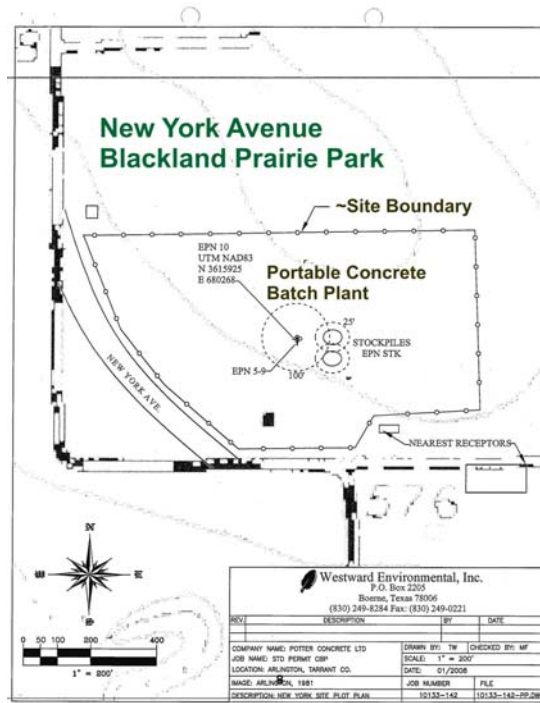 New York Avenue
Blackland Prairie Park
~Site Boundary
EPN 10
UTM NAD83
N 3615925
E 680268
Portable Concrete
Batch Plant
25'
STOCKPILES
EPN STK
EPN 5-9
100'
NEW YORK AVE.
NEAREST RECEPTORS
576
N
Westward Environmental, Inc.
P.O. Box 2205
Boerne, Texas 78006
(830) 249-8284 Fax: (830) 249-0221
REV. DESCRIPTION BY DATE
0 50 100 200 400
1" = 200'
COMPANY NAME: POTTER CONCRETE LTD
JOB NAME: STD PERMIT CBP
LOCATION: ARLINGTON, TARRANT CO.
IMAGE: ARLINGTON, 1981
DESCRIPTION: NEW YORK SITE PLOT PLAN
DRAWN BY: TW CHECKED BY: MF
SCALE: 1" = 200'
DATE: 01/2008
JOB NUMBER FILE
10133-142 10133-142-PP.DW
8